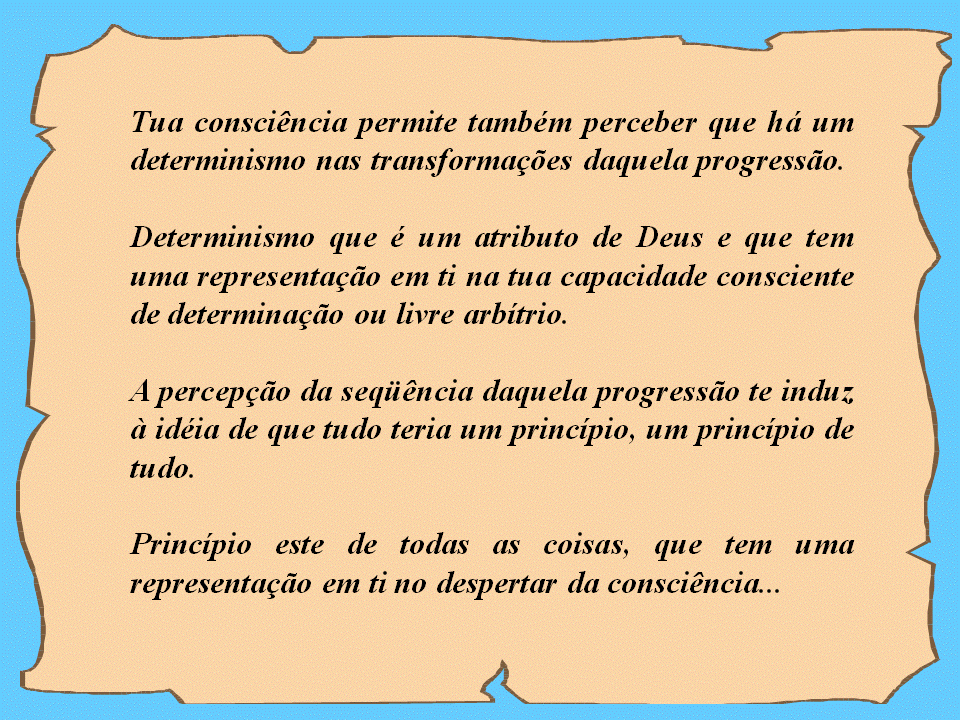 Tua consciência permite também perceber que há um
determinismo nas transformações daquela progressão.
Determinismo que é um atributo de Deus e que tem
uma representação em ti na tua capacidade consciente
de determinação ou livre arbítrio.
A percepção da seqüência daquela progressão te induz
à idéia de que tudo teria um princípio, um princípio de
tudo.
Princípio este de todas as coisas, que tem uma
representação em ti no despertar da consciência...